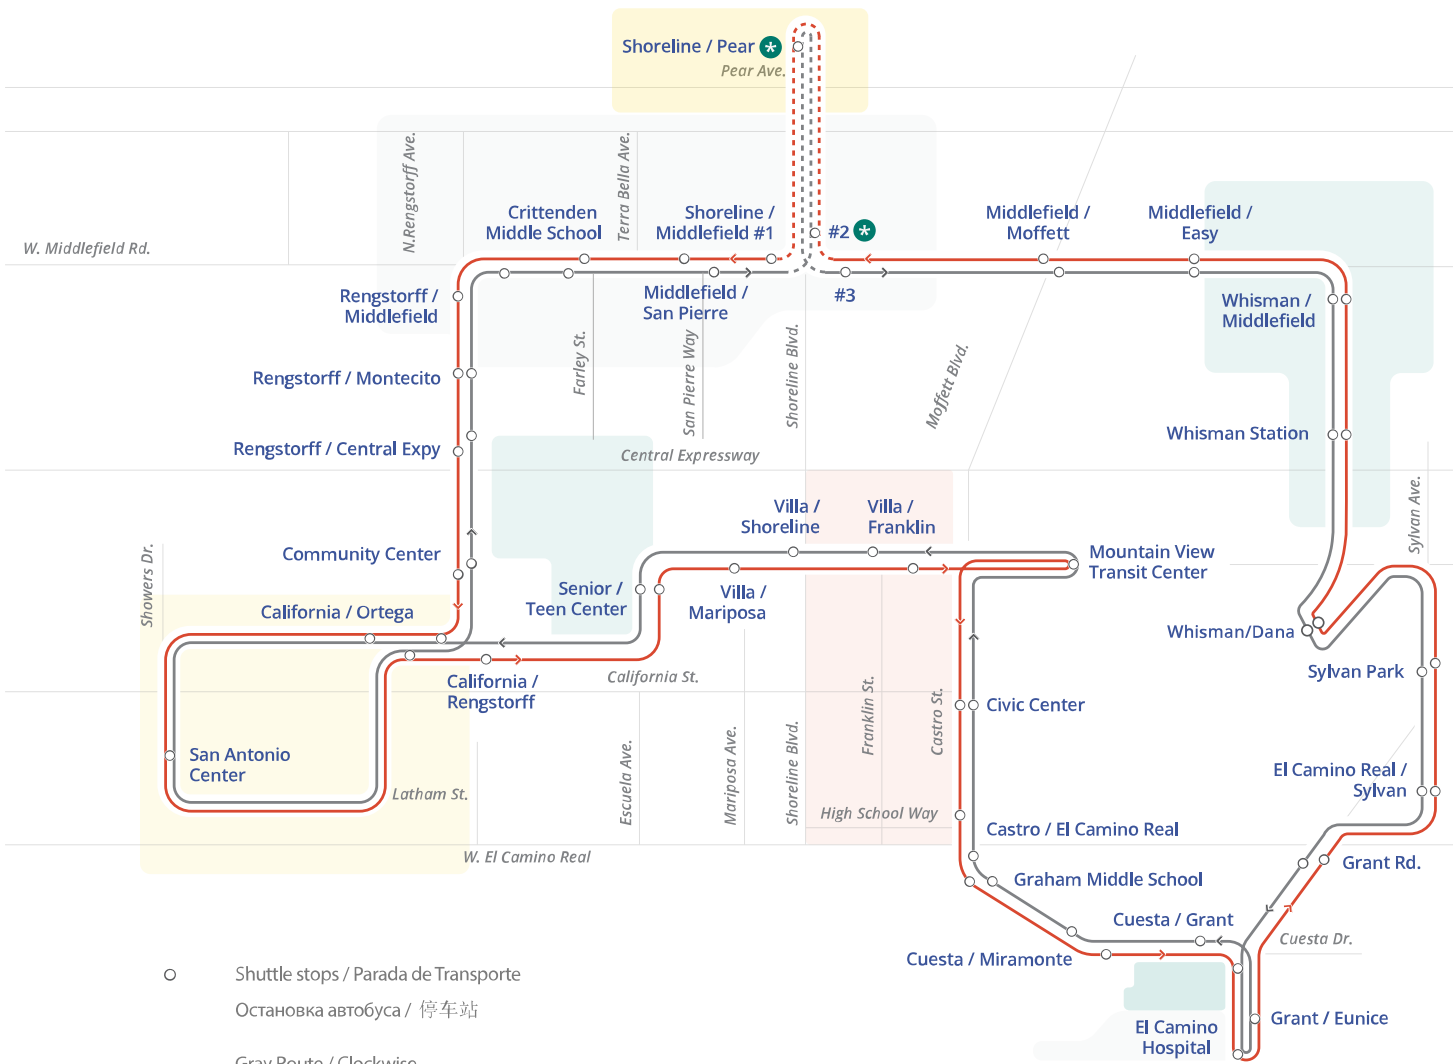 Shoreline / Pear *
Pear Ave.
N.Rengstorff Ave.
Terra Bella Ave.
Crittenden
Middle School
Shoreline /
Middlefield #1
#2 *
Middlefield /
Moffett
Middlefield /
Easy
W. Middlefield Rd.
Rengstorff /
Middlefield
Middlefield /
San Pierre
#3
Whisman /
Middlefield
Farley St.
San Pierre Way
Shoreline Blvd.
Moffett Blvd.
Rengstorff / Montecito
Rengstorff / Central Expy
Central Expressway
Whisman Station
Sylvan Ave.
Villa /
Shoreline
Villa /
Franklin
Community Center
Mountain View
Transit Center
Showers Dr.
California / Ortega
Senior /
Teen Center
Villa /
Mariposa
Whisman/Dana
California /
Rengstorff
California St.
Sylvan Park
Franklin St.
Castro St.
Civic Center
San Antonio
Center
Latham St.
Escuela Ave.
Mariposa Ave.
Shoreline Blvd.
High School Way
El Camino Real /
Sylvan
Castro / El Camino Real
W. El Camino Real
Grant Rd.
Graham Middle School
Cuesta / Grant
Cuesta Dr.
Cuesta / Miramonte
Shuttle stops / Parada de Transporte
Остановка автобуса / 停车站
El Camino
Hospital
Grant / Eunice
Gray Route / Clockwise